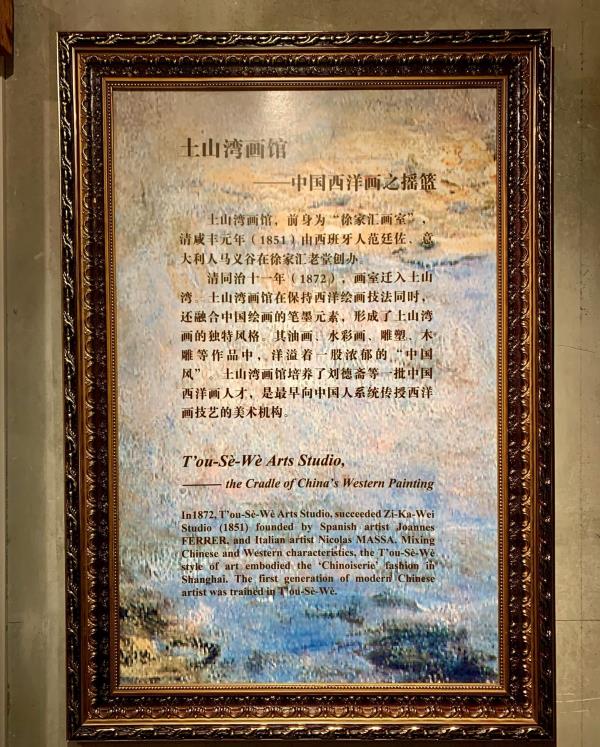 土山湾画馆
——中国西洋画之摇篮
土山湾画馆，前身为“徐家汇画室”，
清咸丰元年（1851）由西班牙人范廷佐、意
大利人马义谷在徐家汇老堂创办。
清同治十一年（1872），画室迁入土山
湾。土山湾画馆在保持西洋绘画技法同时，
还融合中国绘画的笔墨元素，形成了土山湾
画的独特风格。其油画、水彩画、雕塑、木
雕等作品中，洋溢着一股浓郁的“中国
风”。土山湾画馆培养了刘德斋等一批中国
西洋画人才，是最早向中国人系统传授西洋
画技艺的美术机构。
T'ou-Sè-Wè Arts Studio,
—— the Cradle of China's Western Painting
In1872, T'ou-Sè-Wè Arts Studio, succeeded Zi-Ka-Wei
Studio (1851) founded by Spanish artist Joannes
FERRER, and Italian artist Nicolas MASSA. Mixing
Chinese and Western characteristics, the T'ou-Sè-Wè
style of art embodied the ‘Chinoiserie’ fashion in
Shanghai. The first generation of modern Chinese
artist was trained in T'ou-Sè-Wè.